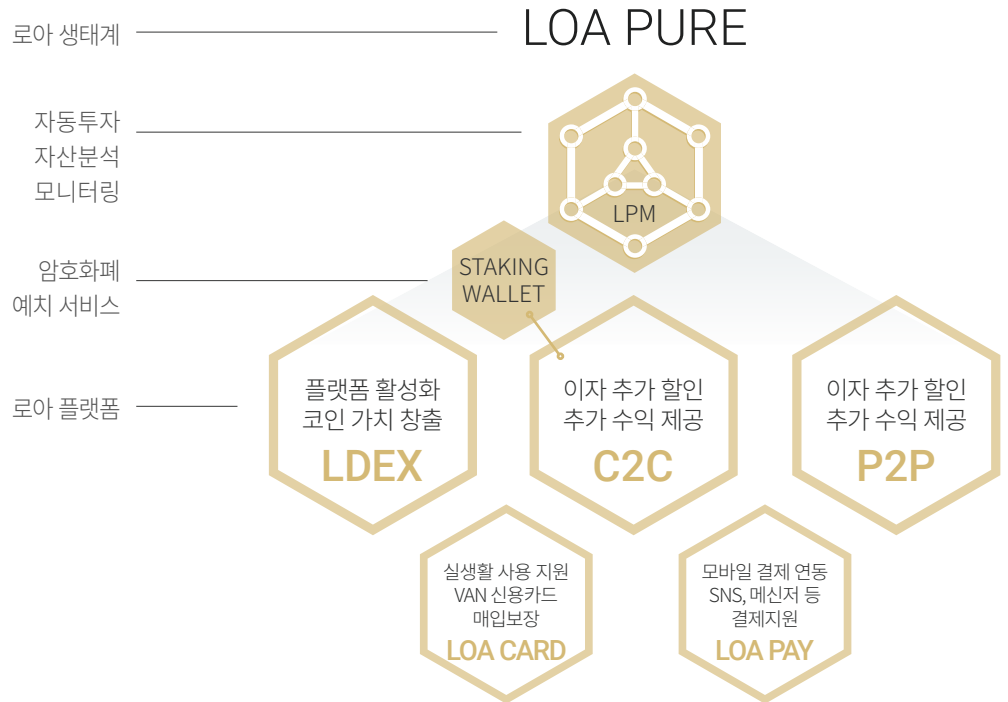 로아 생태계
LOA PURE
자동투자
자산분석
모니터링
LPM
암호화폐
예치 서비스
STAKING
WALLET
로아 플랫폼
플랫폼 활성화
코인 가치 창출
LDEX
이자 추가 할인
추가 수익 제공
C2C
이자 추가 할인
추가 수익 제공
P2P
실생활 사용 지원
VAN 신용카드
매입보장
LOA CARD
모바일 결제 연동
SNS, 메신저 등
결제지원
LOA PAY